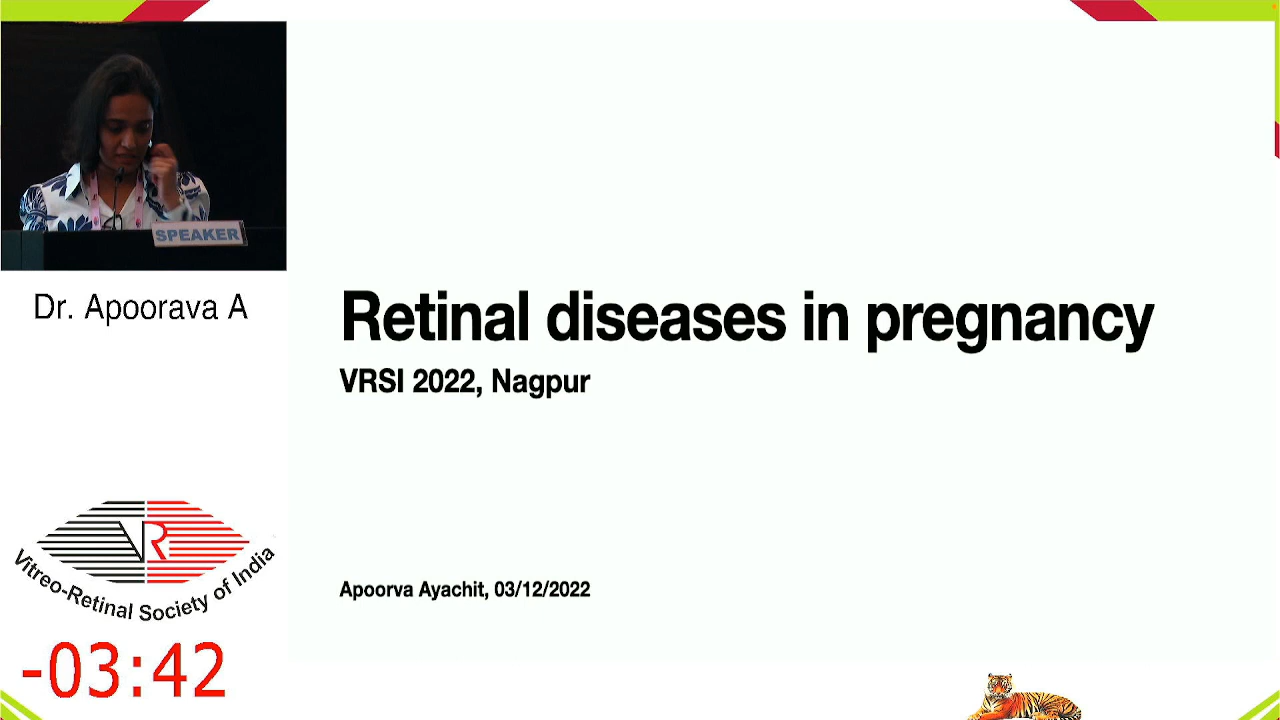 SPEAKER
Dr. Apoorava A
Retinal diseases in pregnancy
VRSI 2022, Nagpur
Apoorva Ayachit, 03/12/2022
VR
Vitreo-Retinal Society of India
-03:42